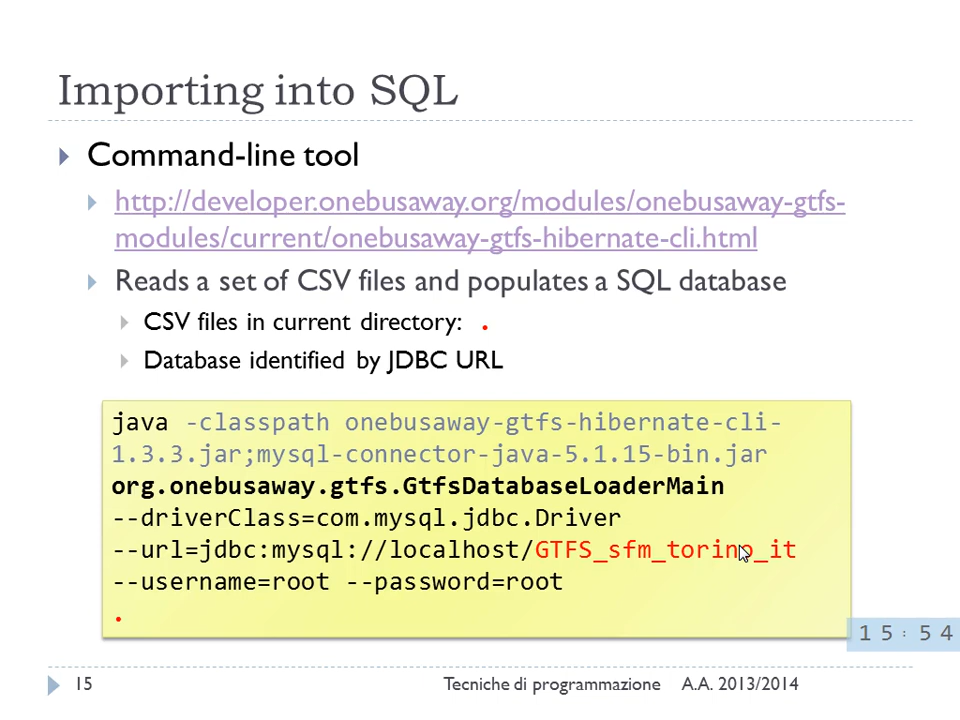 Importing into SQL
Command-line tool
http://developer.onebusaway.org/modules/onebusaway-gtfs-
modules/current/onebusaway-gtfs-hibernate-cli.html
Reads a set of CSV files and populates a SQL database
CSV files in current directory: .
Database identified by JDBC URL
java -classpath onebusaway-gtfs-hibernate-cli-
1.3.3.jar;mysql-connector-java-5.1.15-bin.jar
org.onebusaway.gtfs.GtfsDatabaseLoaderMain
--driverClass=com.mysql.jdbc.Driver
--url=jdbc:mysql://localhost/GTFS_sfm_torino_it
--username=root --password=root
.
15:54
15 Tecniche di programmazione A.A. 2013/2014